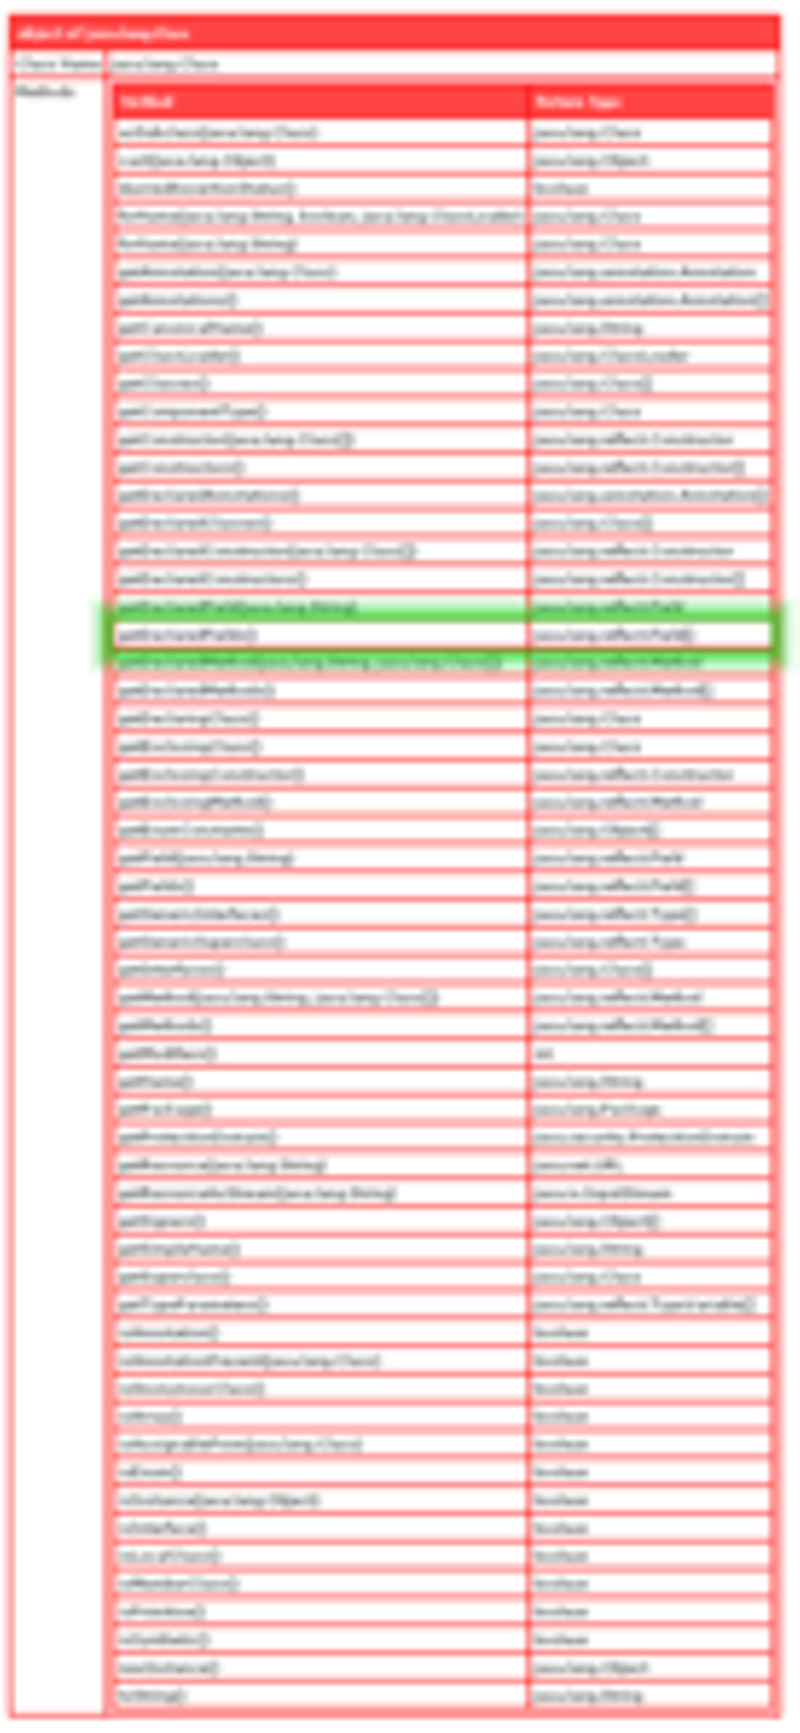 object of java.lang.Class
Class Name java.lang.Class
Methods Method Return Type
asSubclass(java.lang.Class) java.lang.Class
cast(java.lang.Object) java.lang.Object
desiredAssertionStatus() boolean
forName(java.lang.String, boolean, java.lang.ClassLoader) java.lang.Class
forName(java.lang.String) java.lang.Class
getAnnotation(java.lang.Class) java.lang.annotation.Annotation
getAnnotations() java.lang.annotation.Annotation[]
getCanonicalName() java.lang.String
getClassLoader() java.lang.ClassLoader
getClasses() java.lang.Class[]
getComponentType() java.lang.Class
getConstructor(java.lang.Class[]) java.lang.reflect.Constructor
getConstructors() java.lang.reflect.Constructor[]
getDeclaredAnnotations() java.lang.annotation.Annotation[]
getDeclaredClasses() java.lang.Class[]
getDeclaredConstructor(java.lang.Class[]) java.lang.reflect.Constructor
getDeclaredConstructors() java.lang.reflect.Constructor[]
getDeclaredField(java.lang.String) java.lang.reflect.Field
getDeclaredFields() java.lang.reflect.Field[]
getDeclaredMethod(java.lang.String, java.lang.Class[]) java.lang.reflect.Method
getDeclaredMethods() java.lang.reflect.Method[]
getDeclaringClass() java.lang.Class
getEnclosingClass() java.lang.Class
getEnclosingConstructor() java.lang.reflect.Constructor
getEnclosingMethod() java.lang.reflect.Method
getEnumConstants() java.lang.Object[]
getField(java.lang.String) java.lang.reflect.Field
getFields() java.lang.reflect.Field[]
getGenericInterfaces() java.lang.reflect.Type[]
getGenericSuperclass() java.lang.reflect.Type
getInterfaces() java.lang.Class[]
getMethod(java.lang.String, java.lang.Class[]) java.lang.reflect.Method
getMethods() java.lang.reflect.Method[]
getModifiers() int
getName() java.lang.String
getPackage() java.lang.Package
getProtectionDomain() java.security.ProtectionDomain
getResource(java.lang.String) java.net.URL
getResourceAsStream(java.lang.String) java.io.InputStream
getSigners() java.lang.Object[]
getSimpleName() java.lang.String
getSuperclass() java.lang.Class
getTypeParameters() java.lang.reflect.TypeVariable[]
isAnnotation() boolean
isAnnotationPresent(java.lang.Class) boolean
isAnonymousClass() boolean
isArray() boolean
isAssignableFrom(java.lang.Class) boolean
isEnum() boolean
isInstance(java.lang.Object) boolean
isInterface() boolean
isLocalClass() boolean
isMemberClass() boolean
isPrimitive() boolean
isSynthetic() boolean
newInstance() java.lang.Object
toString() java.lang.String